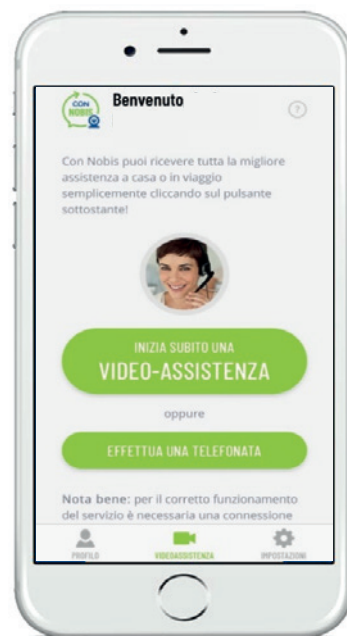 CON
NOBIS
Benvenuto
?
Con Nobis puoi ricevere tutta la migliore
assistenza a casa o in viaggio
semplicemente cliccando sul pulsante
sottostante!
INIZIA SUBITO UNA
VIDEO-ASSISTENZA
oppure
EFFETTUA UNA TELEFONATA
Nota bene: per il corretto funzionamento
del servizio è necessaria una connessione
PROFILO VIDEOASSISTENZA IMPOSTAZIONI